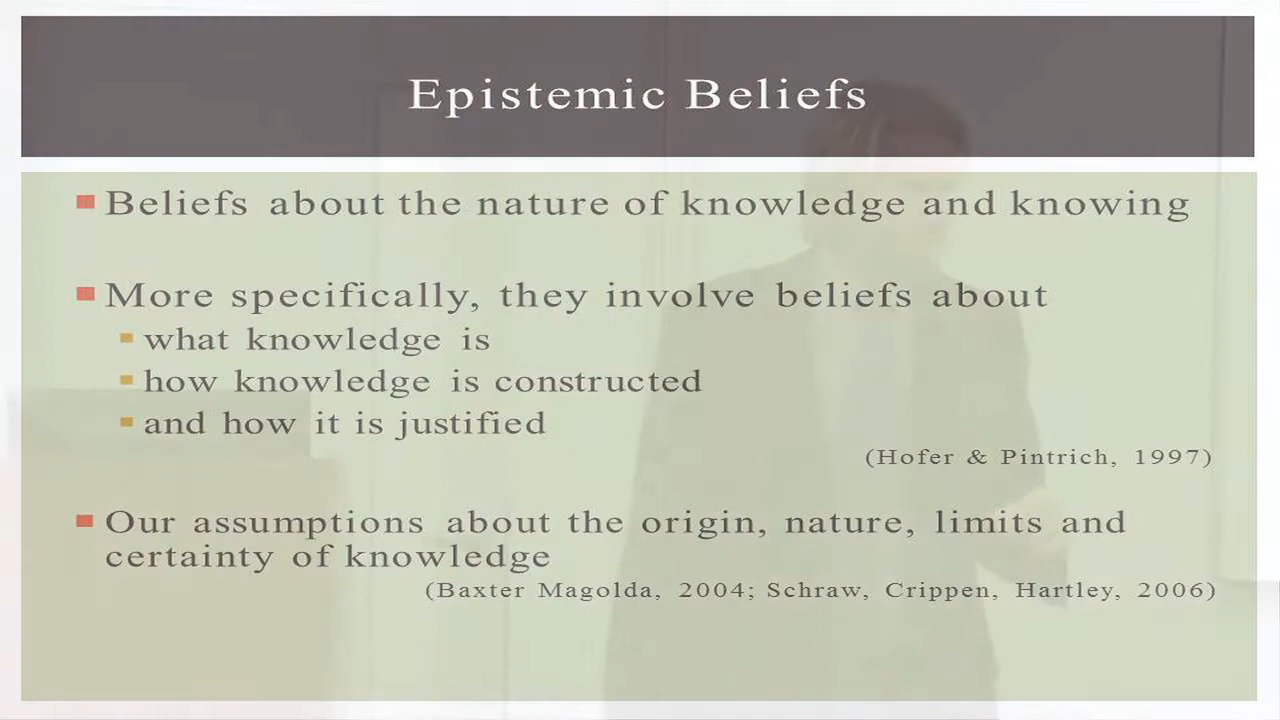 Epistemic Beliefs
Beliefs about the nature of knowledge and knowing
More specifically, they involve beliefs about
what knowledge is
how knowledge is constructed
and how it is justified
(Hofer & Pintrich, 1997)
Our assumptions about the origin, nature, limits and
certainty of knowledge
(Baxter Magolda, 2004; Schraw, Crippen, Hartley, 2006)